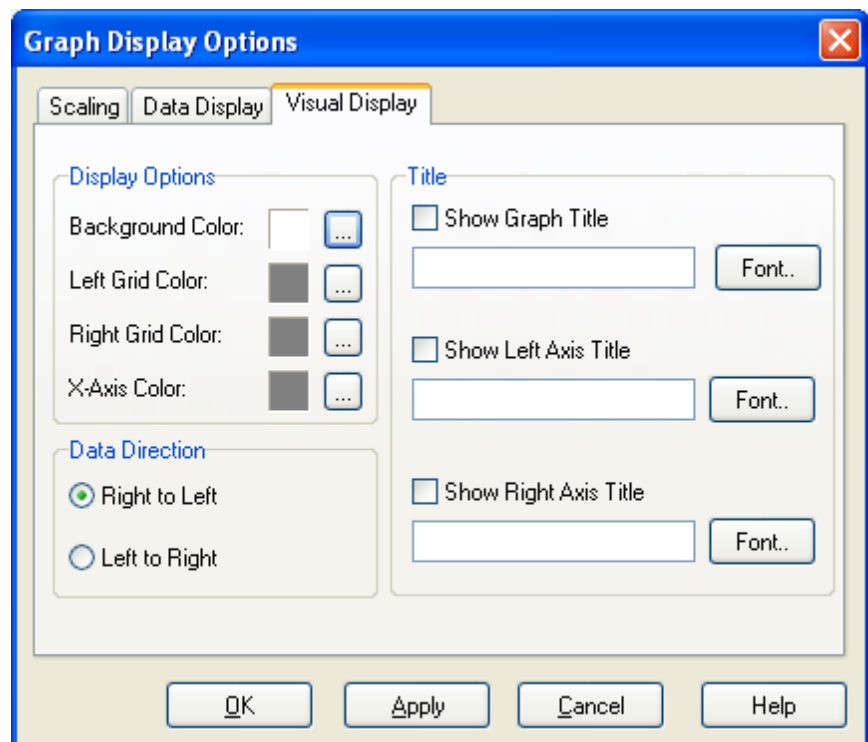 Graph Display Options
Scaling
Data Display
Visual Display
Display Options
Background Color:
...
Left Grid Color:
...
Right Grid Color:
...
X-Axis Color:
...
Data Direction
Right to Left
Left to Right
Title
Show Graph Title
Font..
Show Left Axis Title
Font..
Show Right Axis Title
Font..
OK
Apply
Cancel
Help